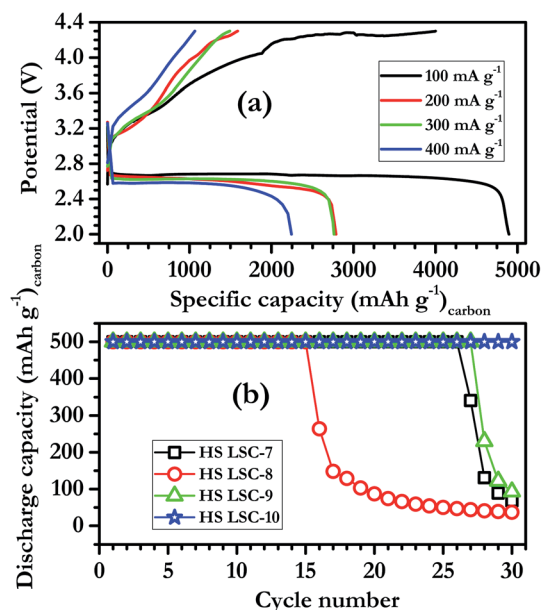 (a)
4.4
4.0
3.6
3.2
2.8
2.4
2.0
Potential (V)
100 mA g⁻¹
200 mA g⁻¹
300 mA g⁻¹
400 mA g⁻¹
0 1000 2000 3000 4000 5000
Specific capacity (mAh g⁻¹)carbon
(b)
500
400
300
200
100
0
Discharge capacity (mAh g⁻¹)carbon
HS LSC-7
HS LSC-8
HS LSC-9
HS LSC-10
0 5 10 15 20 25 30
Cycle number